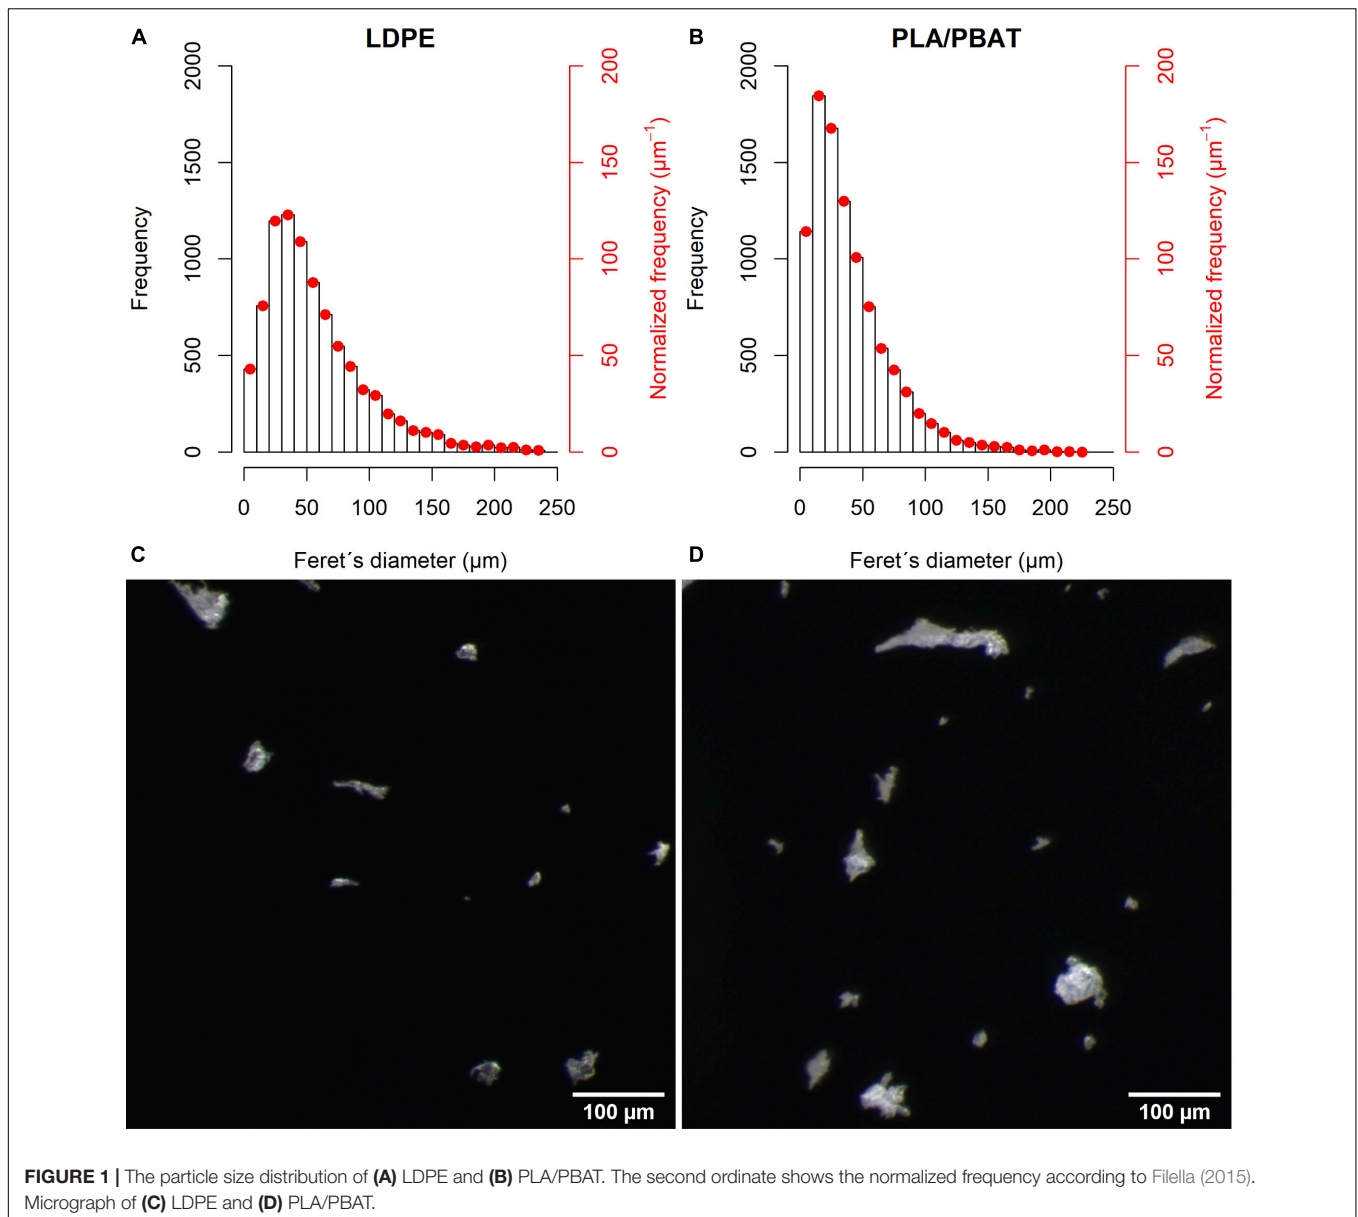 A
LDPE
Frequency
0
500
1000
1500
2000
0
50
100
150
200
Normalized frequency (µm⁻¹)
0
50
100
150
200
250
Feret´s diameter (µm)
B
PLA/PBAT
Frequency
0
500
1000
1500
2000
0
50
100
150
200
Normalized frequency (µm⁻¹)
0
50
100
150
200
250
Feret´s diameter (µm)
C
100 µm
D
100 µm
FIGURE 1 | The particle size distribution of (A) LDPE and (B) PLA/PBAT. The second ordinate shows the normalized frequency according to Filella (2015).
Micrograph of (C) LDPE and (D) PLA/PBAT.